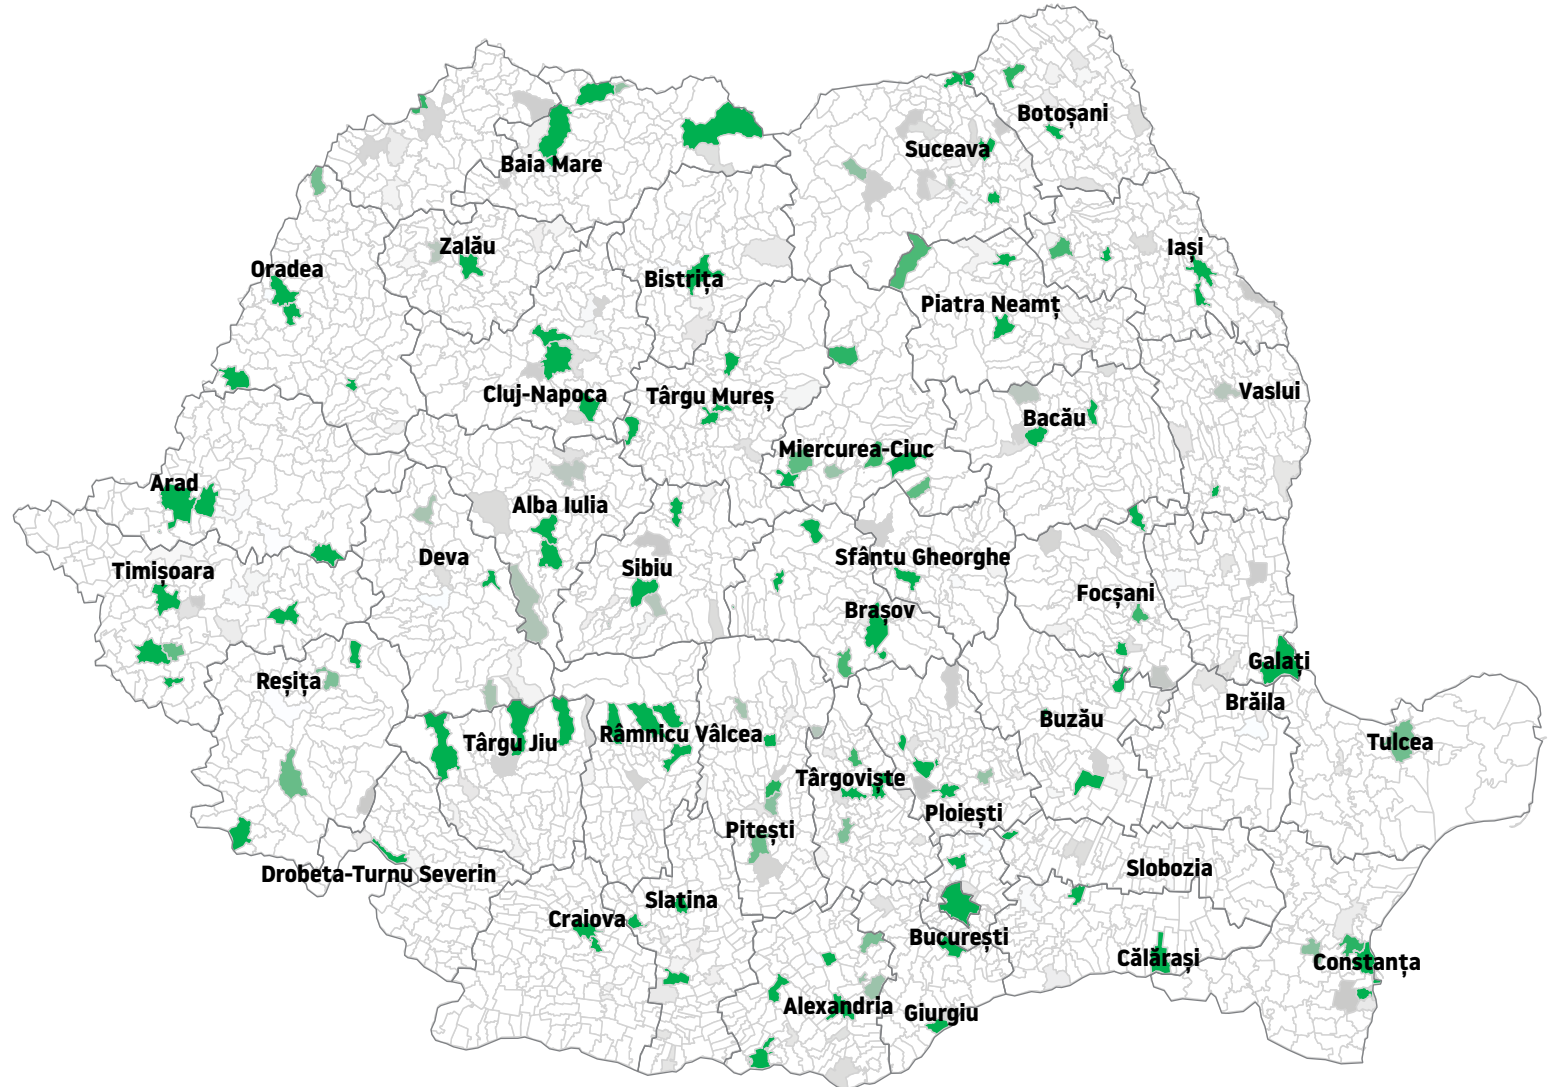 Botoșani
Suceava
Baia Mare
Zalău
Iași
Oradea
Bistrița
Piatra Neamț
Vaslui
Cluj-Napoca
Târgu Mureș
Bacău
Miercurea-Ciuc
Arad
Alba Iulia
Deva
Sfântu Gheorghe
Timișoara
Sibiu
Focșani
Brașov
Galați
Reșița
Brăila
Buzău
Târgu Jiu
Râmnicu Vâlcea
Tulcea
Târgoviște
Ploiești
Pitești
Slobozia
Drobeta-Turnu Severin
Slatina
Craiova
București
Călărași
Constanța
Alexandria
Giurgiu